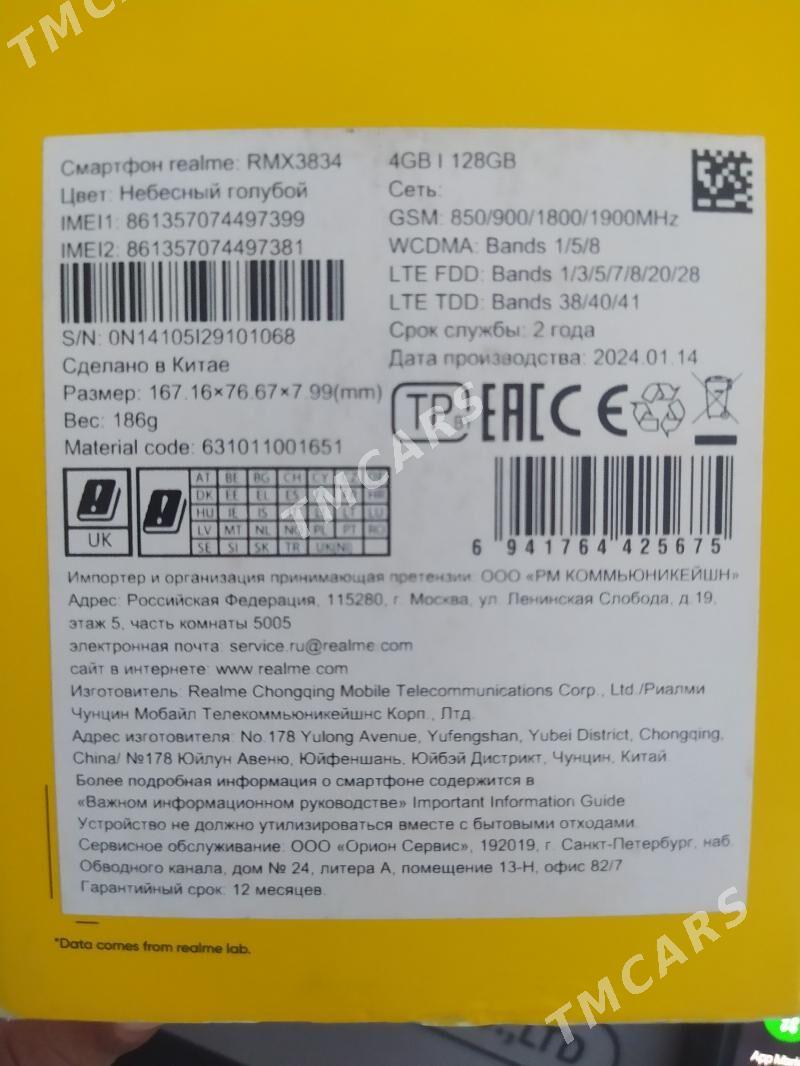 TMCARS
TMCARS
Смартфон realme: RMX3834
Цвет: Небесный голубой
IMEI1: 861357074497399
IMEI2: 861357074497381
S/N: 0N14105I29101068
Сделано в Китае
Размер: 167.16×76.67×7.99(mm)
Вес: 186g
Material code: 631011001651
4GB I 128GB
Сеть:
GSM: 850/900/1800/1900MHz
WCDMA: Bands 1/5/8
LTE FDD: Bands 1/3/5/7/8/20/28
LTE TDD: Bands 38/40/41
Срок службы: 2 года
Дата производства: 2024.01.14
EAC CE
TMCARS
UK
AT BE BG CH CY
DK EE EL ES HR
HU IE IS LT LU
LV MT NL NO PL PT RO
SE SI SK TR UK(NI)
6 941764 425675
Импортер и организация принимающая претензии: ООО «РМ КОММЬЮНИКЕЙШН»
Адрес: Российская Федерация, 115280, г. Москва, ул. Ленинская Слобода, д.19,
этаж 5, часть комнаты 5005
электронная почта: service.ru@realme.com
сайт в интернете: www.realme.com
Изготовитель: Realme Chongqing Mobile Telecommunications Corp., Ltd./Риалми
Чунцин Мобайл Телекоммьюникейшнс Корп., Лтд.
Адрес изготовителя: No.178 Yulong Avenue, Yufengshan, Yubei District, Chongqing,
China/ №178 Юйлун Авеню, Юйфеншань, Юйбэй Дистрикт, Чунцин, Китай
Более подробная информация о смартфоне содержится в
«Важном информационном руководстве» Important Information Guide
Устройство не должно утилизироваться вместе с бытовыми отходами.
Сервисное обслуживание: ООО «Орион Сервис», 192019, г. Санкт-Петербург, наб.
Обводного канала, дом № 24, литера А, помещение 13-Н, офис 82/7
Гарантийный срок: 12 месяцев.
*Data comes from realme lab.
TMCARS
.,LTD
App Mark